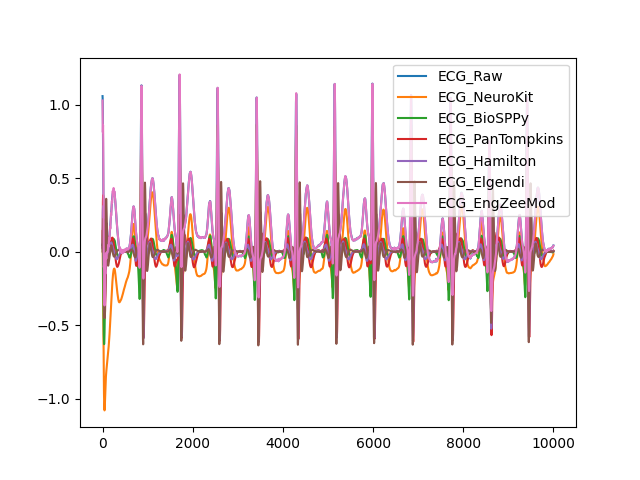 1.0
0.5
0.0
−0.5
−1.0
0
2000
4000
6000
8000
10000
ECG_Raw
ECG_NeuroKit
ECG_BioSPPy
ECG_PanTompkins
ECG_Hamilton
ECG_Elgendi
ECG_EngZeeMod